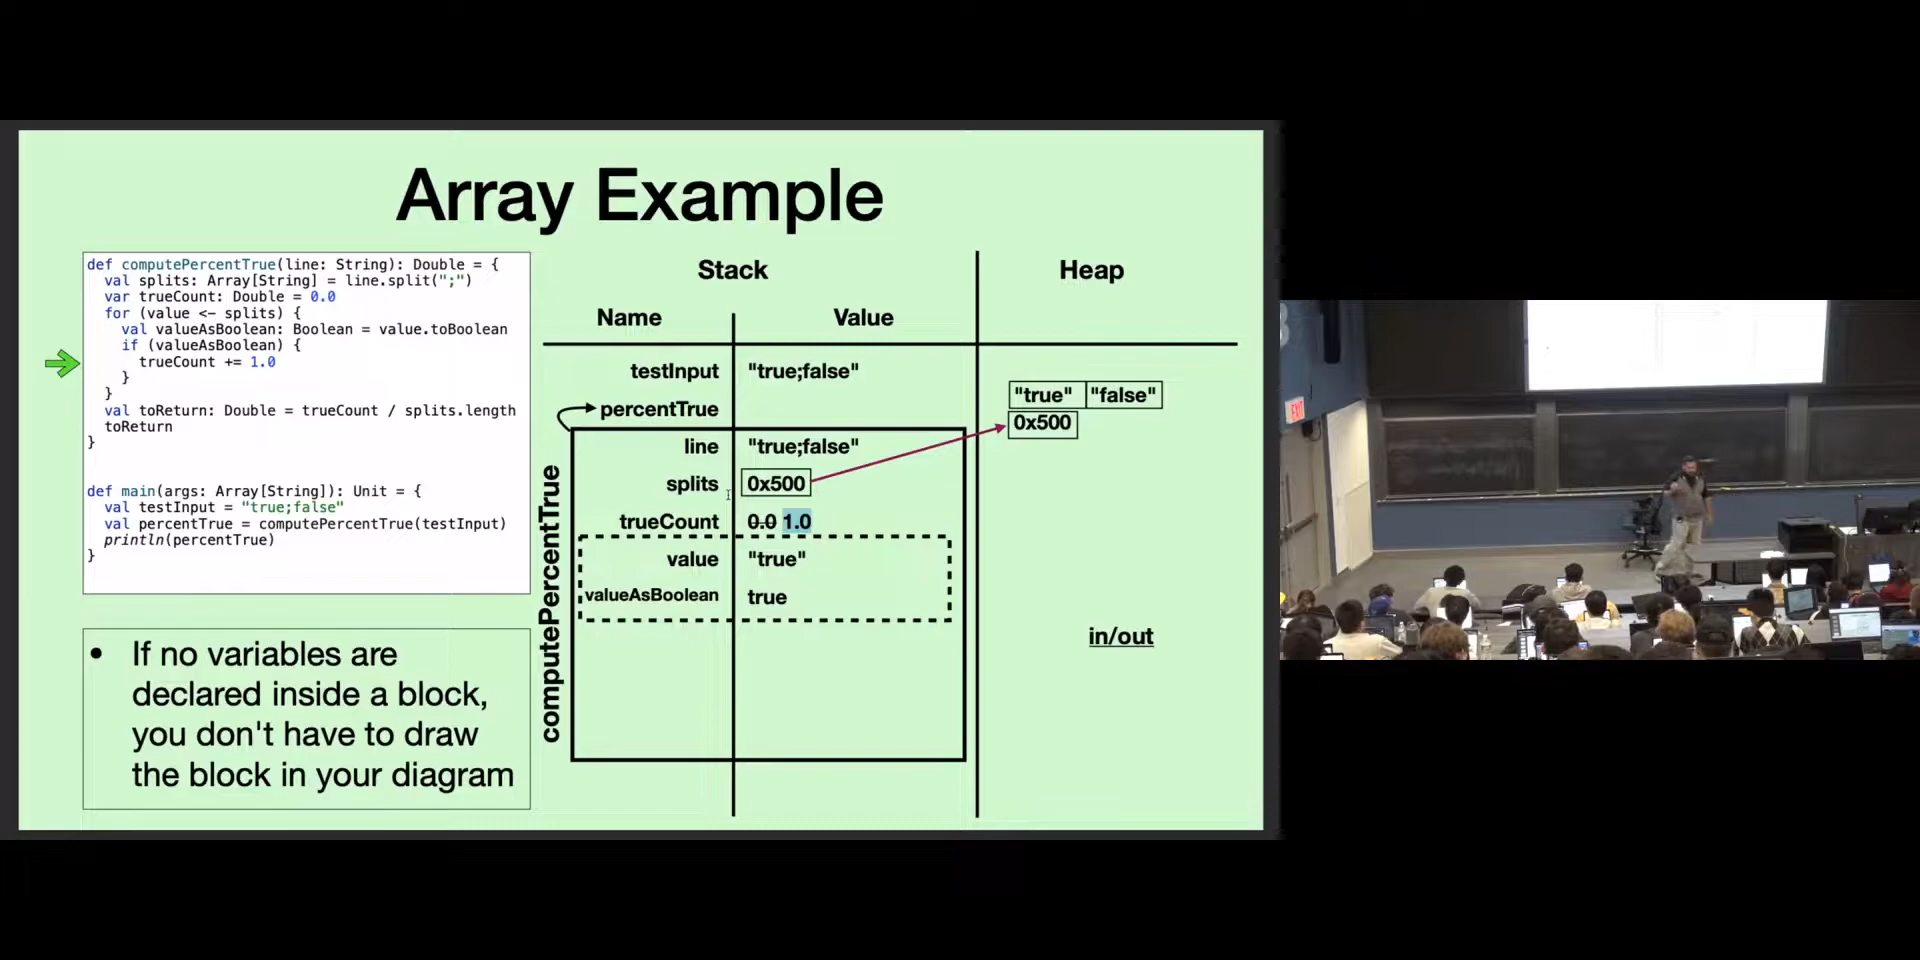 Array Example
def computePercentTrue(line: String): Double = {
val splits: Array[String] = line.split(";")
var trueCount: Double = 0.0
for (value <- splits) {
val valueAsBoolean: Boolean = value.toBoolean
if (valueAsBoolean) {
trueCount += 1.0
}
}
val toReturn: Double = trueCount / splits.length
toReturn
}
def main(args: Array[String]): Unit = {
val testInput = "true;false"
val percentTrue = computePercentTrue(testInput)
println(percentTrue)
}
• If no variables are
declared inside a block,
you don't have to draw
the block in your diagram
Stack
Heap
Name
Value
testInput "true;false"
percentTrue
computePercentTrue
line "true;false"
splits 0x500
trueCount 0.0 1.0
value "true"
valueAsBoolean true
"true" "false"
0x500
in/out
EXIT